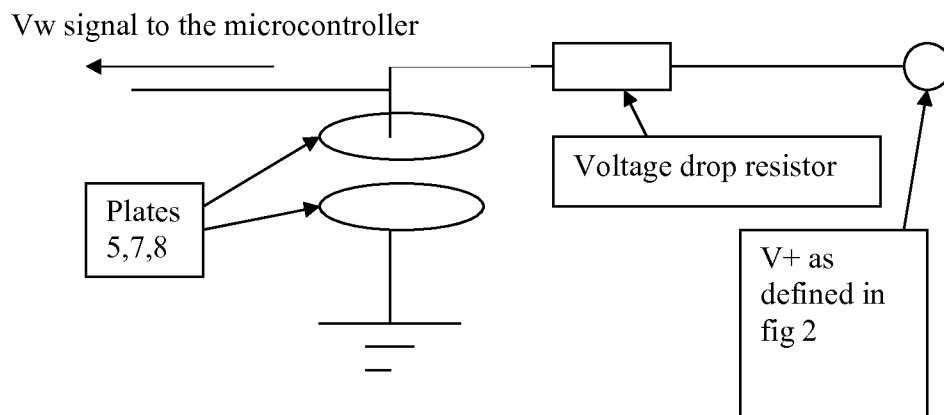 Vw signal to the microcontroller
Voltage drop resistor
Plates
5,7,8
V+ as
defined in
fig 2